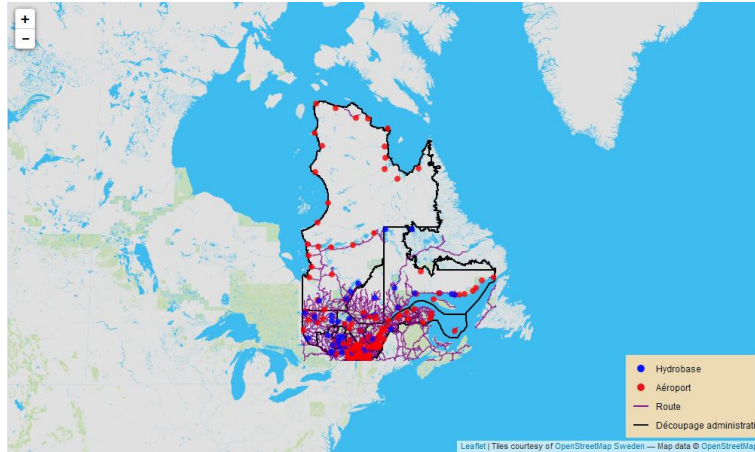 +
−
Hydrobase
Aéroport
Route
Découpage administrati
Leaflet | Tiles courtesy of OpenStreetMap Sweden — Map data © OpenStreetMap